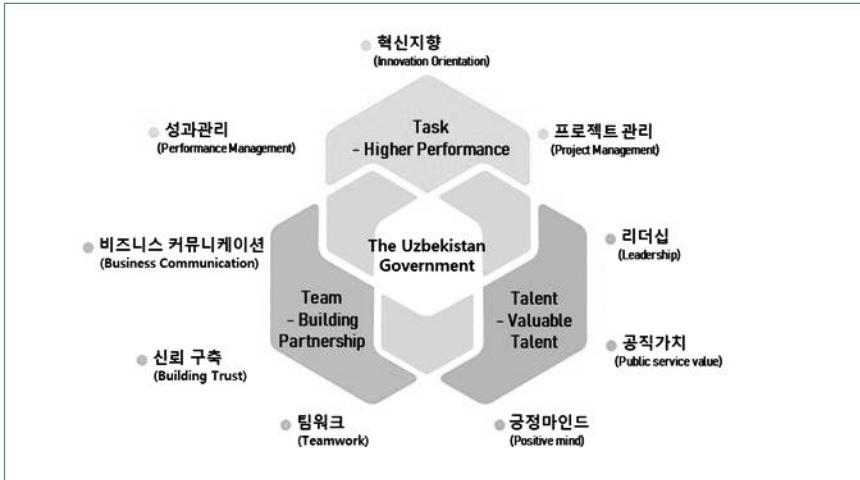 혁신지향
(Innovation Orientation)
성과관리
(Performance Management)
Task
- Higher Performance
프로젝트 관리
(Project Management)
비즈니스 커뮤니케이션
(Business Communication)
The Uzbekistan
Government
리더십
(Leadership)
Team
- Building
Partnership
Talent
- Valuable
Talent
신뢰 구축
(Building Trust)
공직가치
(Public service value)
팀워크
(Teamwork)
긍정마인드
(Positive mind)